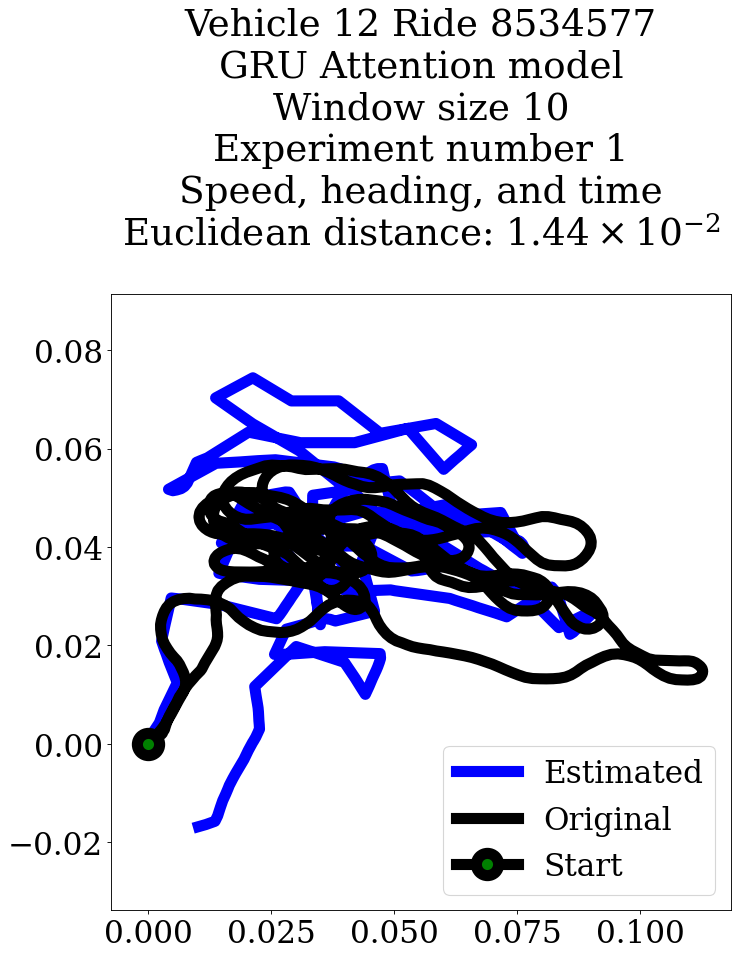 Vehicle 12 Ride 8534577
GRU Attention model
Window size 10
Experiment number 1
Speed, heading, and time
Euclidean distance: 1.44 × 10⁻²
0.08
0.06
0.04
0.02
0.00
−0.02
0.000 0.025 0.050 0.075 0.100
Estimated
Original
Start